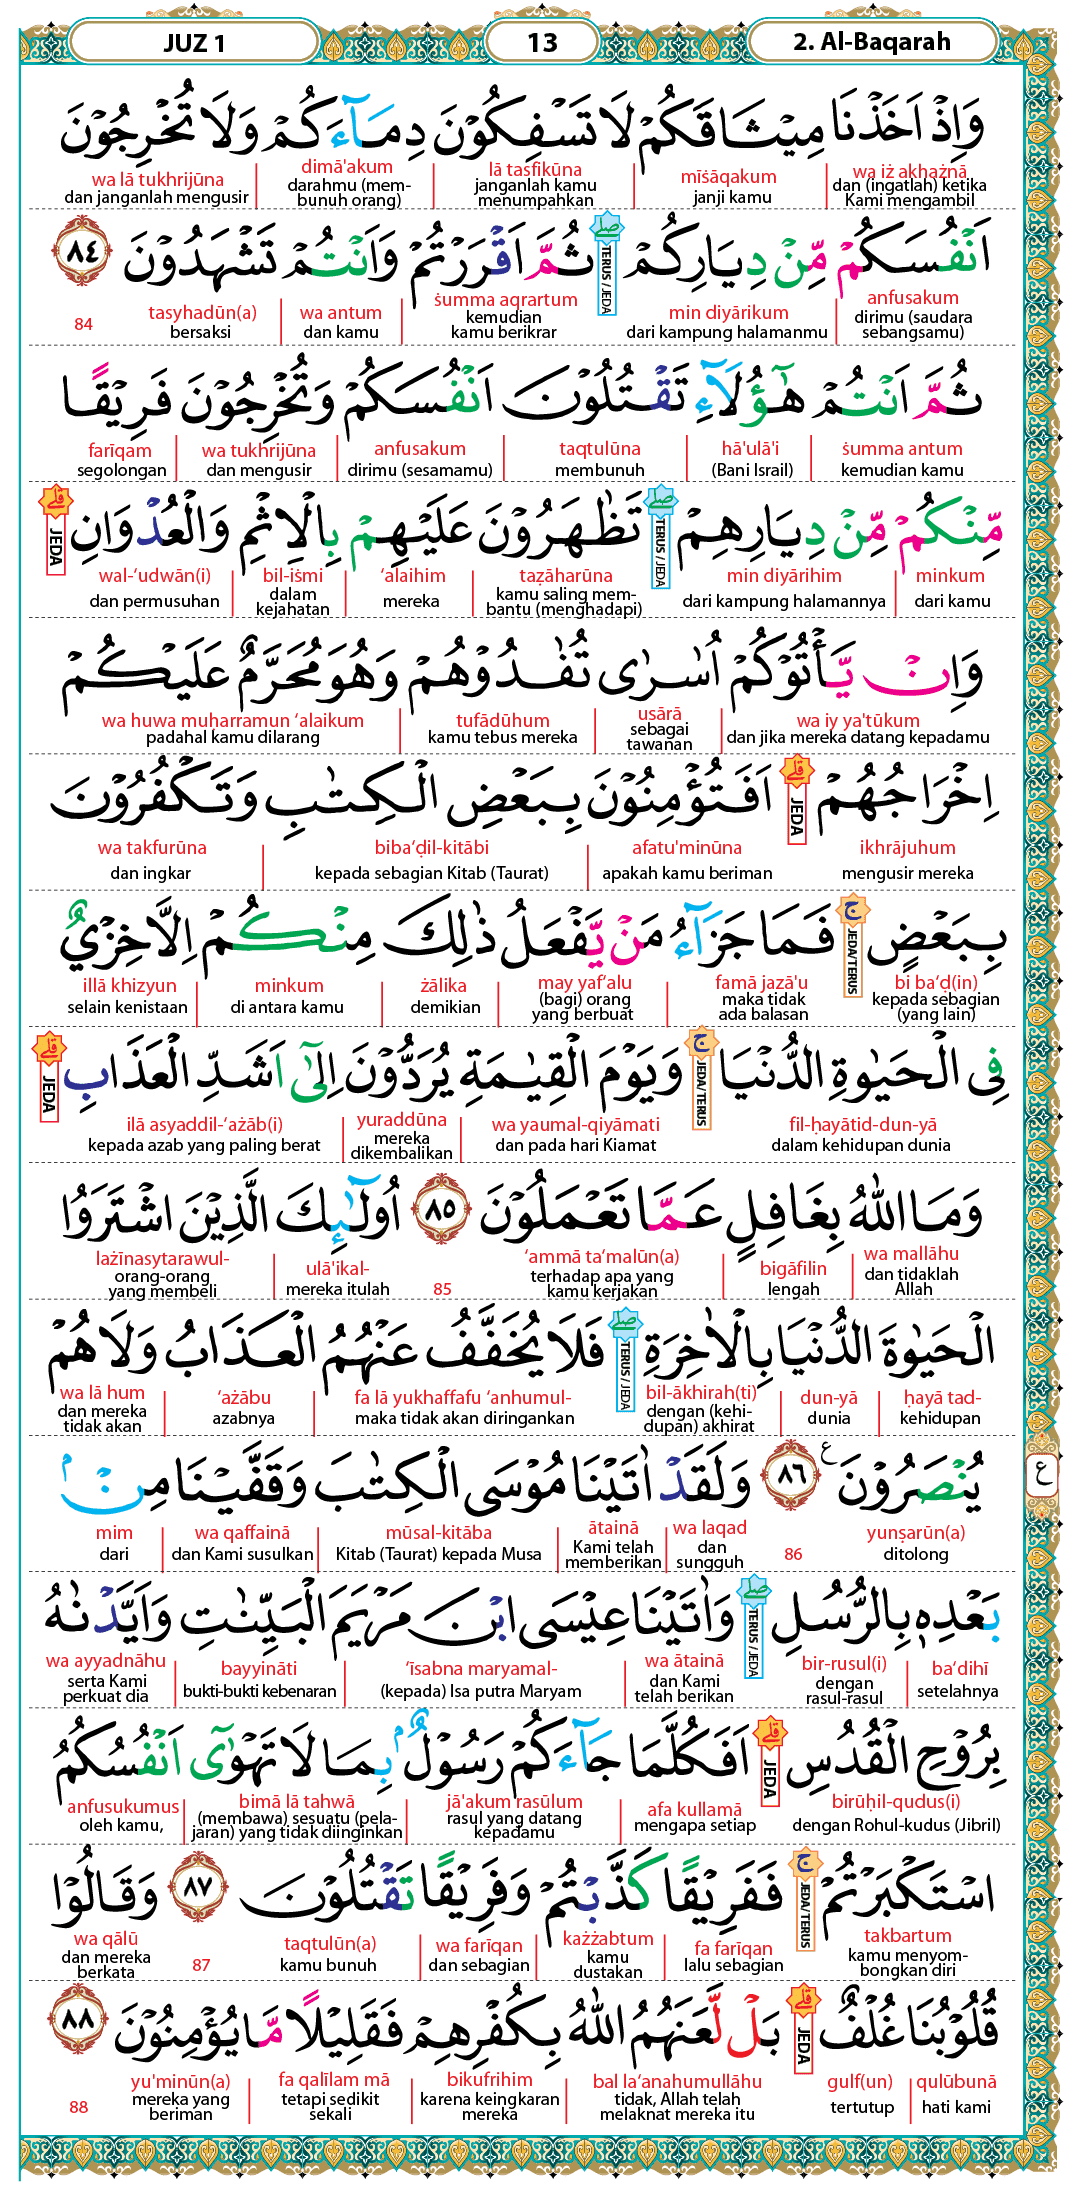 JUZ 1
13
2. Al-Baqarah
وَاِذْ اَخَذْنَا مِيْثَاقَكُمْ لَا تَسْفِكُوْنَ دِمَاۤءَكُمْ وَلَا تُخْرِجُوْنَ
wa iż akhażnā
dan (ingatlah) ketika
Kami mengambil
mīṡāqakum
janji kamu
lā tasfikūna
janganlah kamu
menumpahkan
dimā'akum
darahmu (mem-
bunuh orang)
wa lā tukhrijūna
dan janganlah mengusir
اَنْفُسَكُمْ مِّنْ دِيَارِكُمْ ۖ ثُمَّ اَقْرَرْتُمْ وَاَنْتُمْ تَشْهَدُوْنَ ٨٤
TERUS / JEDA
anfusakum
dirimu (saudara
sebangsamu)
min diyārikum
dari kampung halamanmu
ṡumma aqrartum
kemudian
kamu berikrar
wa antum
dan kamu
tasyhadūn(a)
bersaksi
84
ثُمَّ اَنْتُمْ هٰٓؤُلَاۤءِ تَقْتُلُوْنَ اَنْفُسَكُمْ وَتُخْرِجُوْنَ فَرِيْقًا
ṡumma antum
kemudian kamu
hā'ulā'i
(Bani Israil)
taqtulūna
membunuh
anfusakum
dirimu (sesamamu)
wa tukhrijūna
dan mengusir
farīqam
segolongan
مِّنْكُمْ مِّنْ دِيَارِهِمْ ۖ تَظٰهَرُوْنَ عَلَيْهِمْ بِالْاِثْمِ وَالْعُدْوَانِ ۗ
TERUS / JEDA
JEDA
minkum
dari kamu
min diyārihim
dari kampung halamannya
taẓāharūna
kamu saling mem-
bantu (menghadapi)
‘alaihim
mereka
bil-iṡmi
dalam
kejahatan
wal-‘udwān(i)
dan permusuhan
وَاِنْ يَّأْتُوْكُمْ اُسٰرٰى تُفٰدُوْهُمْ وَهُوَ مُحَرَّمٌ عَلَيْكُمْ
wa iy ya'tūkum
dan jika mereka datang kepadamu
usārā
sebagai
tawanan
tufādūhum
kamu tebus mereka
wa huwa muharramun ‘alaikum
padahal kamu dilarang
اِخْرَاجُهُمْ ۗ اَفَتُؤْمِنُوْنَ بِبَعْضِ الْكِتٰبِ وَتَكْفُرُوْنَ
JEDA
ikhrājuhum
mengusir mereka
afatu'minūna
apakah kamu beriman
biba‘ḍil-kitābi
kepada sebagian Kitab (Taurat)
wa takfurūna
dan ingkar
بِبَعْضٍ ۚ فَمَا جَزَاۤءُ مَنْ يَّفْعَلُ ذٰلِكَ مِنْكُمْ اِلَّا خِزْيٌ
JEDA/TERUS
bi ba‘ḍ(in)
kepada sebagian
(yang lain)
famā jazā'u
maka tidak
ada balasan
may yaf‘alu
(bagi) orang
yang berbuat
żālika
demikian
minkum
di antara kamu
illā khizyun
selain kenistaan
فِى الْحَيٰوةِ الدُّنْيَا ۚ وَيَوْمَ الْقِيٰمَةِ يُرَدُّوْنَ اِلٰٓى اَشَدِّ الْعَذَابِ ۗ
JEDA/TERUS
JEDA
fil-ḥayātid-dun-yā
dalam kehidupan dunia
wa yaumal-qiyāmati
dan pada hari Kiamat
yuraddūna
mereka
dikembalikan
ilā asyaddil-‘ażāb(i)
kepada azab yang paling berat
وَمَا اللّٰهُ بِغَافِلٍ عَمَّا تَعْمَلُوْنَ ٨٥ اُولٰۤىِٕكَ الَّذِيْنَ اشْتَرَوُا
wa mallāhu
dan tidaklah
Allah
bigāfilin
lengah
‘ammā ta‘malūn(a)
terhadap apa yang
kamu kerjakan
85
ulā'ikal-
mereka itulah
lażīnasytarawul-
orang-orang
yang membeli
الْحَيٰوةَ الدُّنْيَا بِالْاٰخِرَةِ ۖ فَلَا يُخَفَّفُ عَنْهُمُ الْعَذَابُ وَلَا هُمْ
TERUS / JEDA
ḥayā tad-
kehidupan
dun-yā
dunia
bil-ākhirah(ti)
dengan (kehi-
dupan) akhirat
fa lā yukhaffafu ‘anhumul-
maka tidak akan diringankan
‘ażābu
azabnya
wa lā hum
dan mereka
tidak akan
يُنْصَرُوْنَ ࣖ ٨٦ وَلَقَدْ اٰتَيْنَا مُوْسَى الْكِتٰبَ وَقَفَّيْنَا مِنْۢ
ع
yunṣarūn(a)
ditolong
86
wa laqad
dan
sungguh
ātainā
Kami telah
memberikan
mūsal-kitāba
Kitab (Taurat) kepada Musa
wa qaffainā
dan Kami susulkan
mim
dari
بَعْدِهٖ بِالرُّسُلِ ۖ وَاٰتَيْنَا عِيْسَى ابْنَ مَرْيَمَ الْبَيِّنٰتِ وَاَيَّدْنٰهُ
TERUS / JEDA
ba‘dihī
setelahnya
bir-rusul(i)
dengan
rasul-rasul
wa ātainā
dan Kami
telah berikan
‘īsabna maryamal-
(kepada) Isa putra Maryam
bayyināti
bukti-bukti kebenaran
wa ayyadnāhu
serta Kami
perkuat dia
بِرُوْحِ الْقُدُسِ ۗ اَفَكُلَّمَا جَاۤءَكُمْ رَسُوْلٌۢ بِمَا لَا تَهْوٰٓى اَنْفُسُكُمُ
JEDA
birūḥil-qudus(i)
dengan Rohul-kudus (Jibril)
afa kullamā
mengapa setiap
jā'akum rasūlum
rasul yang datang
kepadamu
bimā lā tahwā
(membawa) sesuatu (pela-
jaran) yang tidak diinginkan
anfusukumus
oleh kamu,
اسْتَكْبَرْتُمْ ۚ فَفَرِيْقًا كَذَّبْتُمْ وَفَرِيْقًا تَقْتُلُوْنَ ٨٧ وَقَالُوْا
JEDA/TERUS
takbartum
kamu menyom-
bongkan diri
fa farīqan
lalu sebagian
każżabtum
kamu
dustakan
wa farīqan
dan sebagian
taqtulūn(a)
kamu bunuh
87
wa qālū
dan mereka
berkata
قُلُوْبُنَا غُلْفٌ ۗ بَلْ لَّعَنَهُمُ اللّٰهُ بِكُفْرِهِمْ فَقَلِيْلًا مَّا يُؤْمِنُوْنَ ٨٨
JEDA
qulūbunā
hati kami
gulf(un)
tertutup
bal la‘anahumullāhu
tidak, Allah telah
melaknat mereka itu
bikufrihim
karena keingkaran
mereka
fa qalīlam mā
tetapi sedikit
sekali
yu'minūn(a)
mereka yang
beriman
88